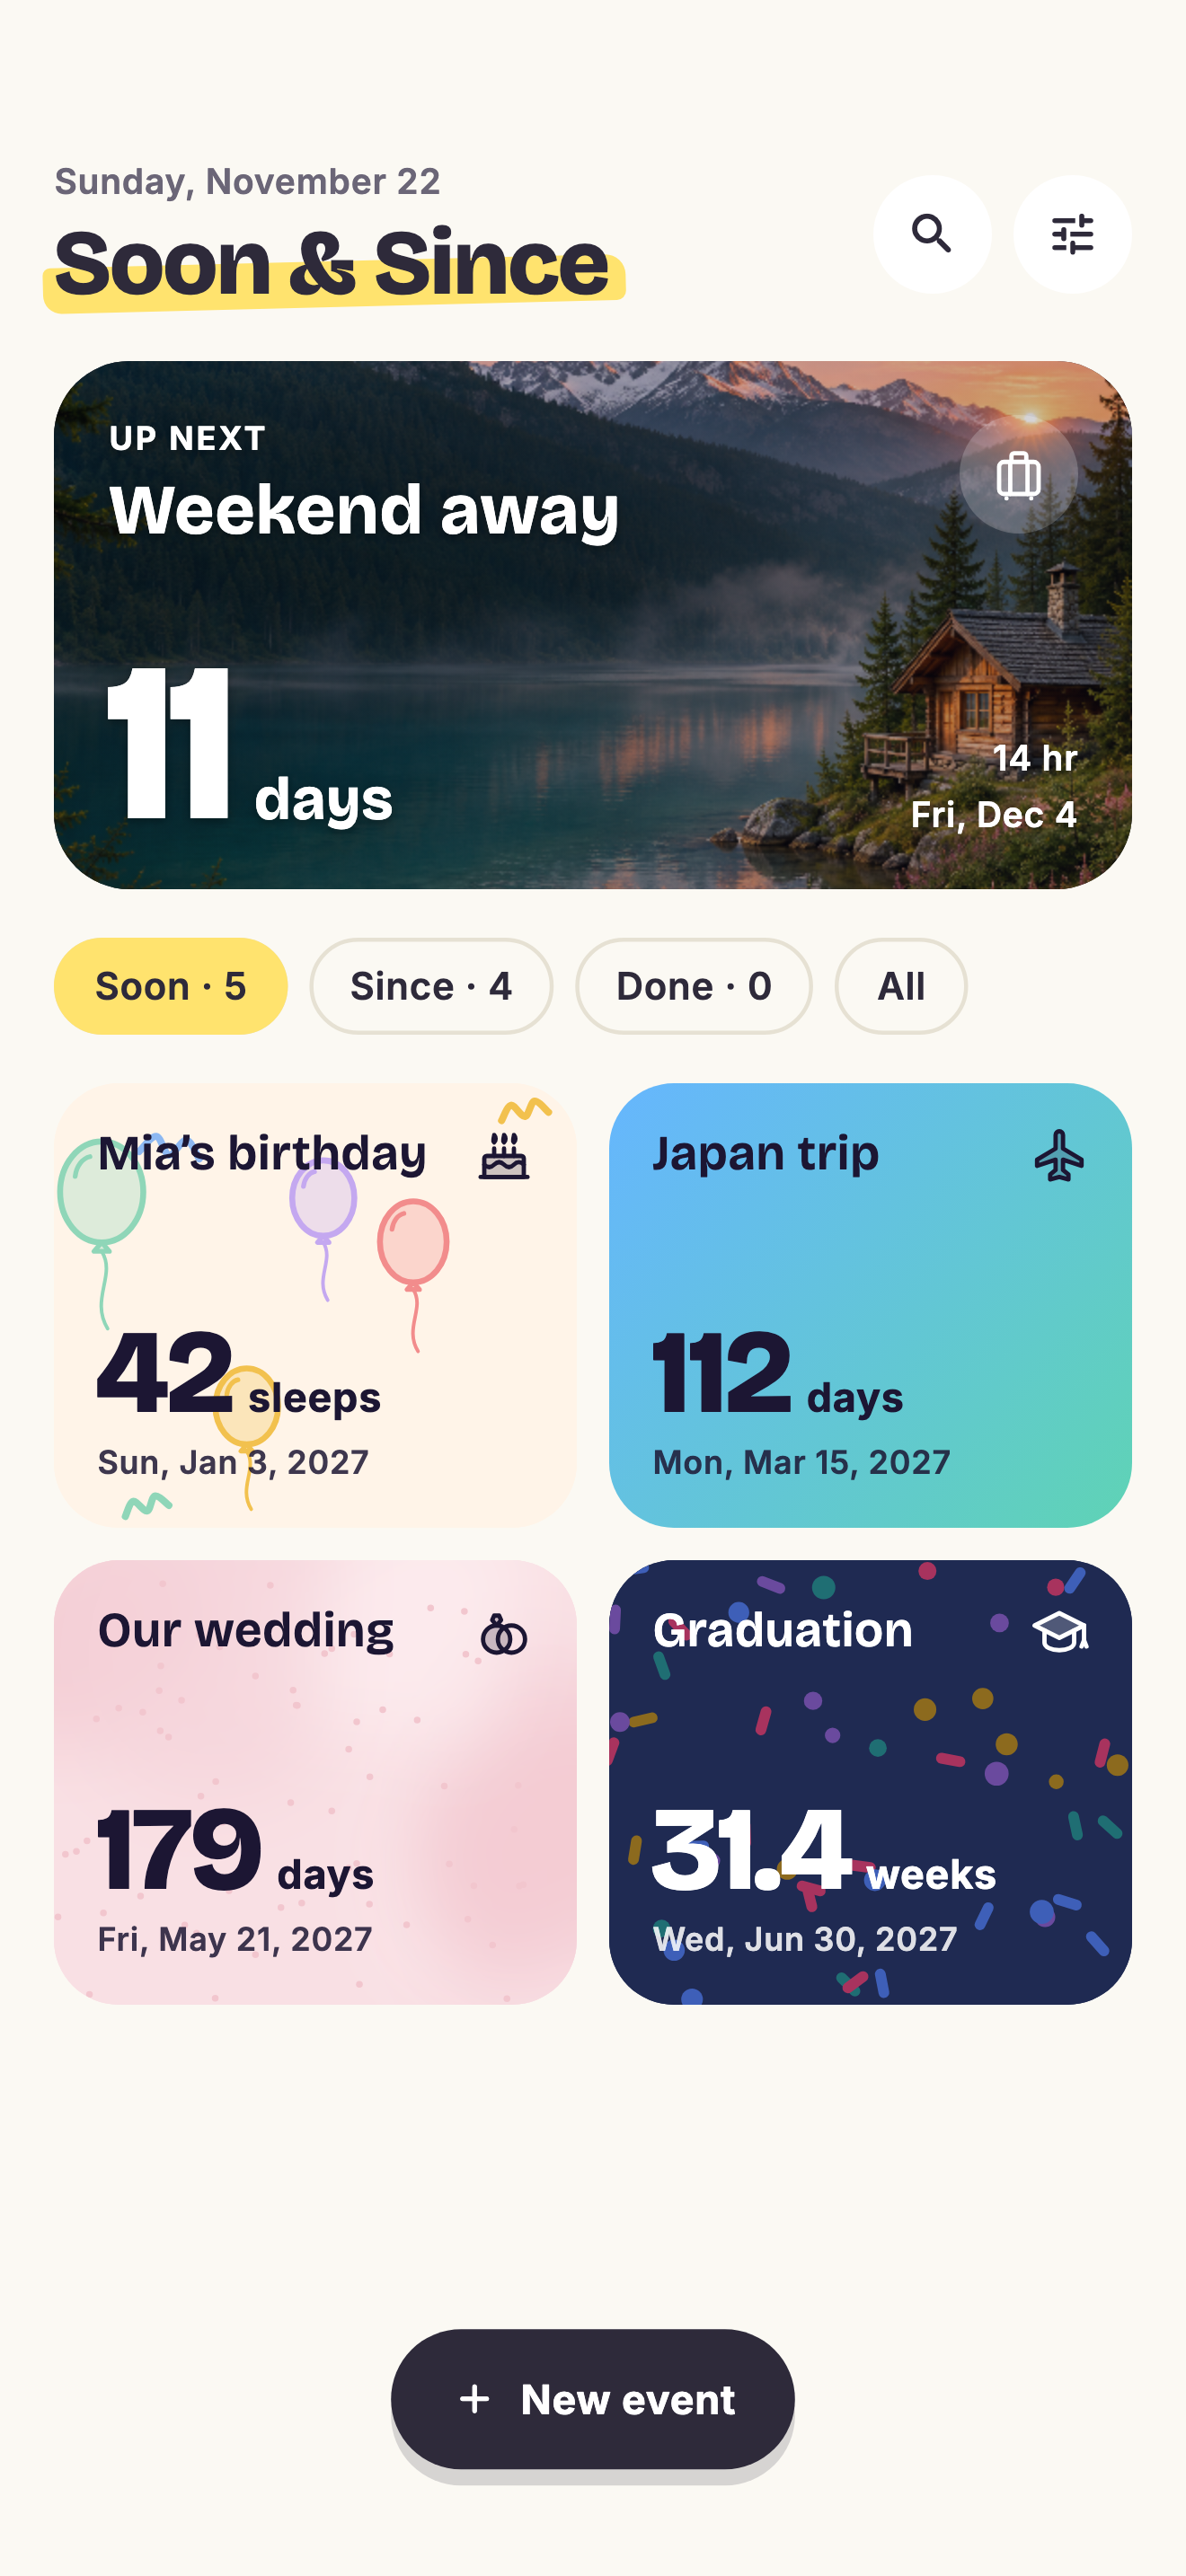 Sunday, November 22
Soon & Since
UP NEXT
Weekend away
11 days
14 hr
Fri, Dec 4
Soon · 5
Since · 4
Done · 0
All
Mia's birthday
42 sleeps
Sun, Jan 3, 2027
Japan trip
112 days
Mon, Mar 15, 2027
Our wedding
179 days
Fri, May 21, 2027
Graduation
31.4 weeks
Wed, Jun 30, 2027
+ New event